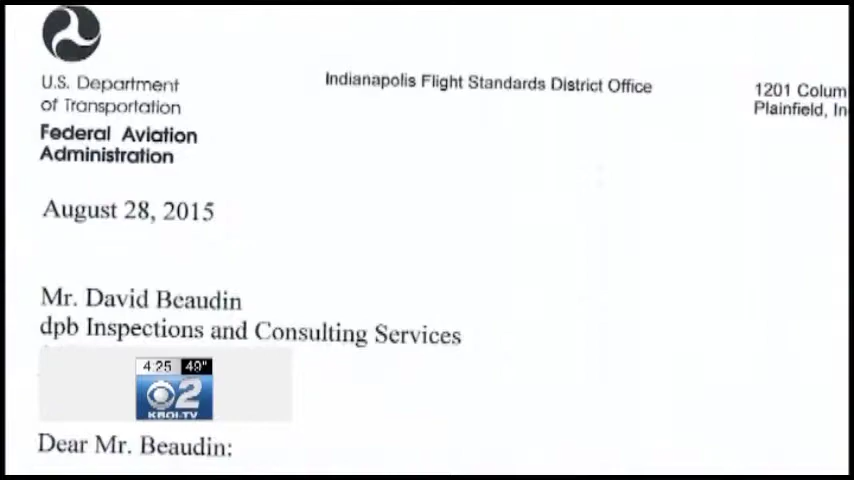 U.S. Department
of Transportation
Federal Aviation
Administration
Indianapolis Flight Standards District Office
1201 Colum
Plainfield, In
August 28, 2015
Mr. David Beaudin
dpb Inspections and Consulting Services
4:25 49°
2
KBOI-TV
Dear Mr. Beaudin: